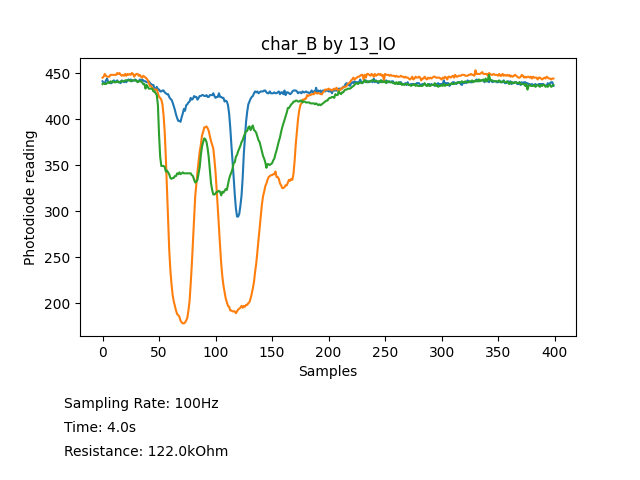 char_B by 13_IO
450
400
350
300
250
200
Photodiode reading
0 50 100 150 200 250 300 350 400
Samples
Sampling Rate: 100Hz
Time: 4.0s
Resistance: 122.0kOhm